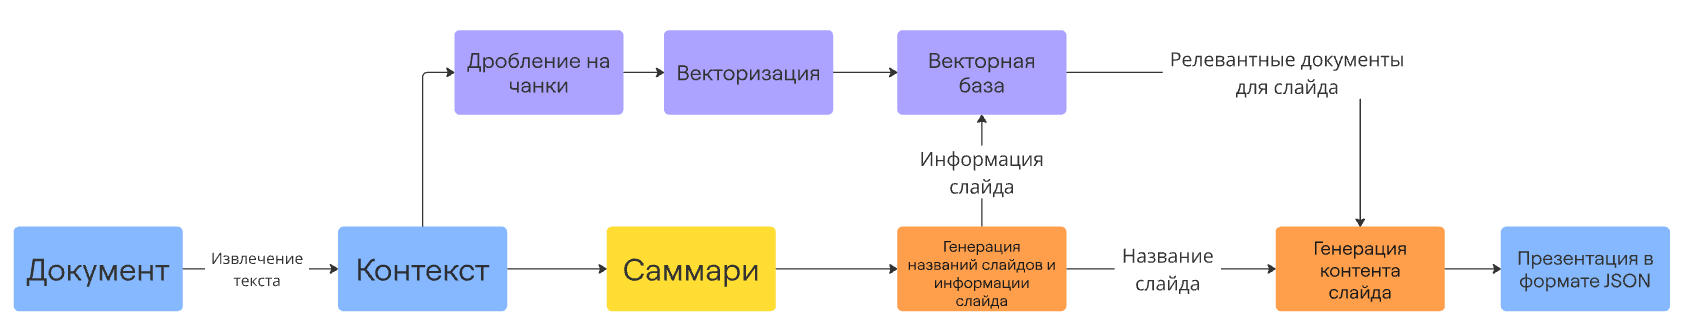 Дробление на
чанки
Векторизация
Векторная
база
Релевантные документы
для слайда
Информация
слайда
Документ
Извлечение
текста
Контекст
Саммари
Генерация
названий слайдов и
информации
слайда
Название
слайда
Генерация
контента
слайда
Презентация в
формате JSON